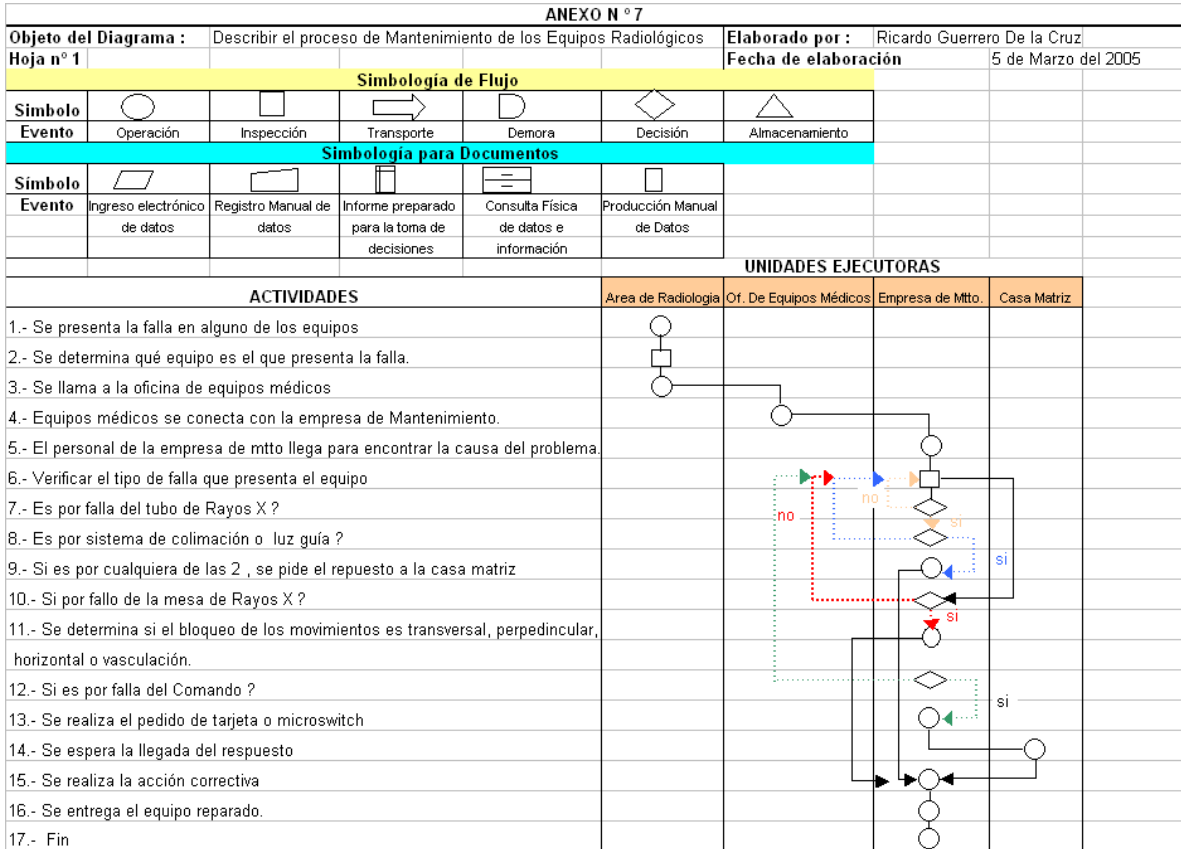 ANEXO N º 7
Objeto del Diagrama : Describir el proceso de Mantenimiento de los Equipos Radiológicos Elaborado por : Ricardo Guerrero De la Cruz
Hoja nº 1 Fecha de elaboración 5 de Marzo del 2005
Simbología de Flujo
Simbolo
Evento Operación Inspección Transporte Demora Decisión Almacenamiento
Simbología para Documentos
Símbolo
Evento Ingreso electrónico Registro Manual de Informe preparado Consulta Física Producción Manual
de datos datos para la toma de de datos e de Datos
decisiones información
UNIDADES EJECUTORAS
ACTIVIDADES Area de Radiologia Of. De Equipos Médicos Empresa de Mtto. Casa Matriz
1.- Se presenta la falla en alguno de los equipos
2.- Se determina qué equipo es el que presenta la falla.
3.- Se llama a la oficina de equipos médicos
4.- Equipos médicos se conecta con la empresa de Mantenimiento.
5.- El personal de la empresa de mtto llega para encontrar la causa del problema.
6.- Verificar el tipo de falla que presenta el equipo
no
7.- Es por falla del tubo de Rayos X ?
no si
8.- Es por sistema de colimación o luz guía ?
si
9.- Si es por cualquiera de las 2 , se pide el repuesto a la casa matriz
10.- Si por fallo de la mesa de Rayos X ?
si
11.- Se determina si el bloqueo de los movimientos es transversal, perpedincular,
horizontal o vasculación.
12.- Si es por falla del Comando ?
si
13.- Se realiza el pedido de tarjeta o microswitch
14.- Se espera la llegada del respuesto
15.- Se realiza la acción correctiva
16.- Se entrega el equipo reparado.
17.- Fin